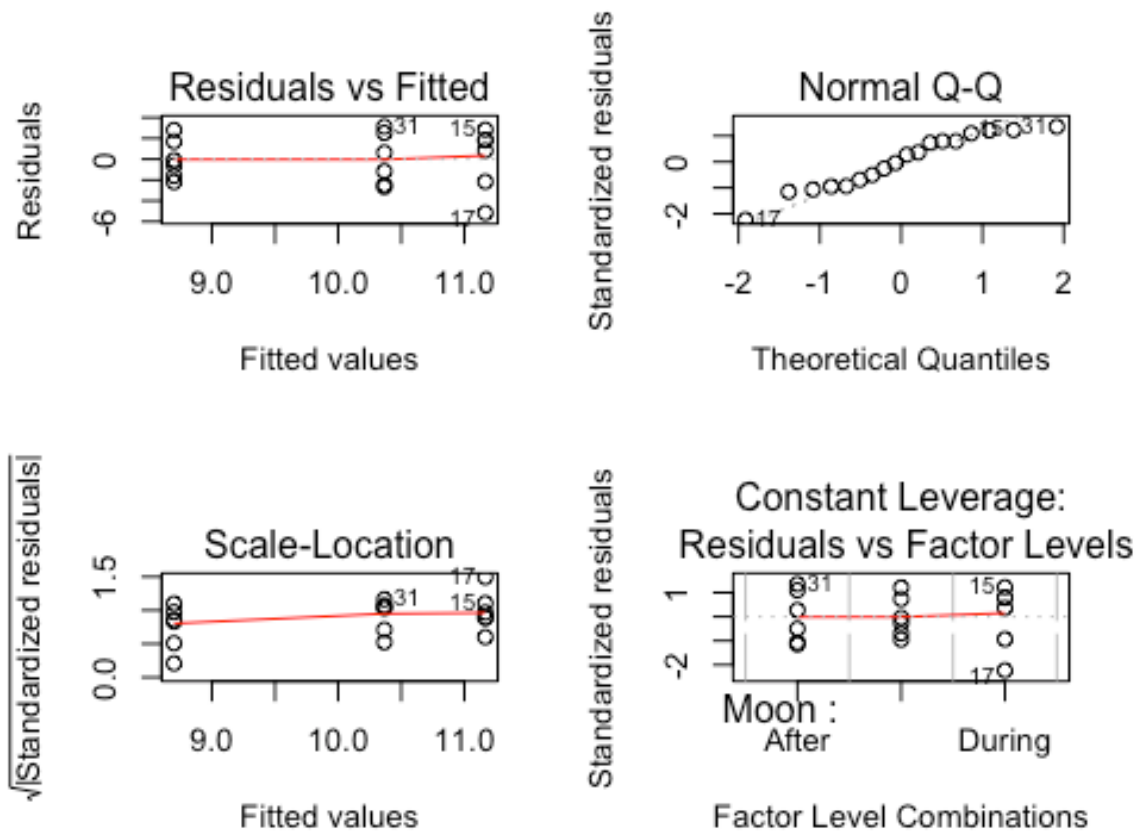 Residuals vs Fitted
Residuals
0
-6
31
15
17
9.0 10.0 11.0
Fitted values
Normal Q-Q
Standardized residuals
0
-2
15
31
17
-2 -1 0 1 2
Theoretical Quantiles
Scale-Location
√|Standardized residuals|
1.5
0.0
17
31
15
9.0 10.0 11.0
Fitted values
Constant Leverage:
Residuals vs Factor Levels
Standardized residuals
1
-2
31
15
17
Moon :
After During
Factor Level Combinations